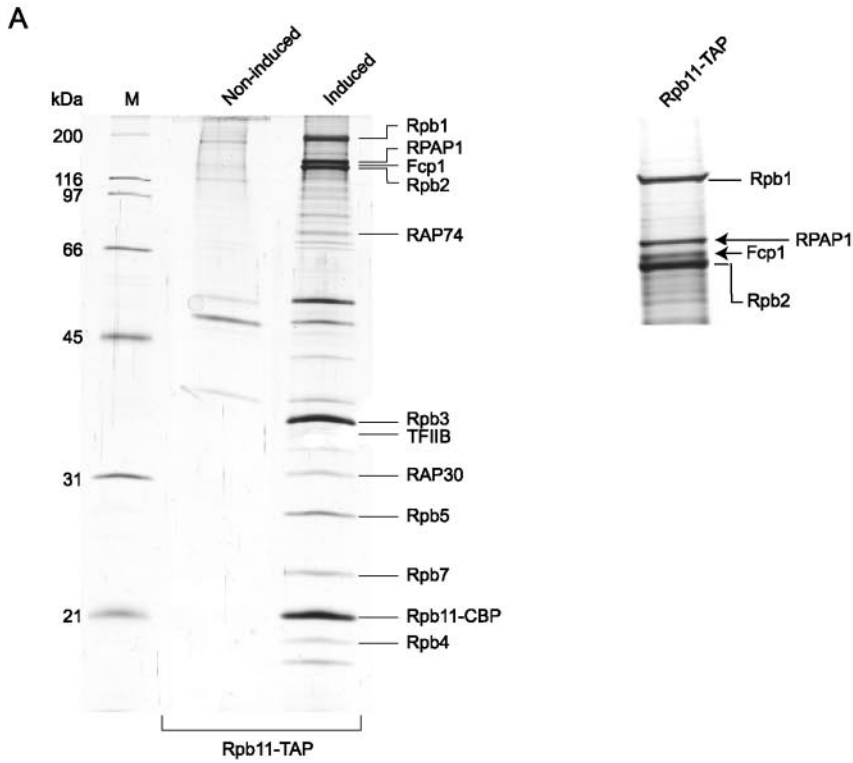 A
kDa
M
Non-induced
Induced
200
116
97
66
45
31
21
Rpb1
RPAP1
Fcp1
Rpb2
RAP74
Rpb3
TFIIB
RAP30
Rpb5
Rpb7
Rpb11-CBP
Rpb4
Rpb11-TAP
Rpb11-TAP
Rpb1
RPAP1
Fcp1
Rpb2